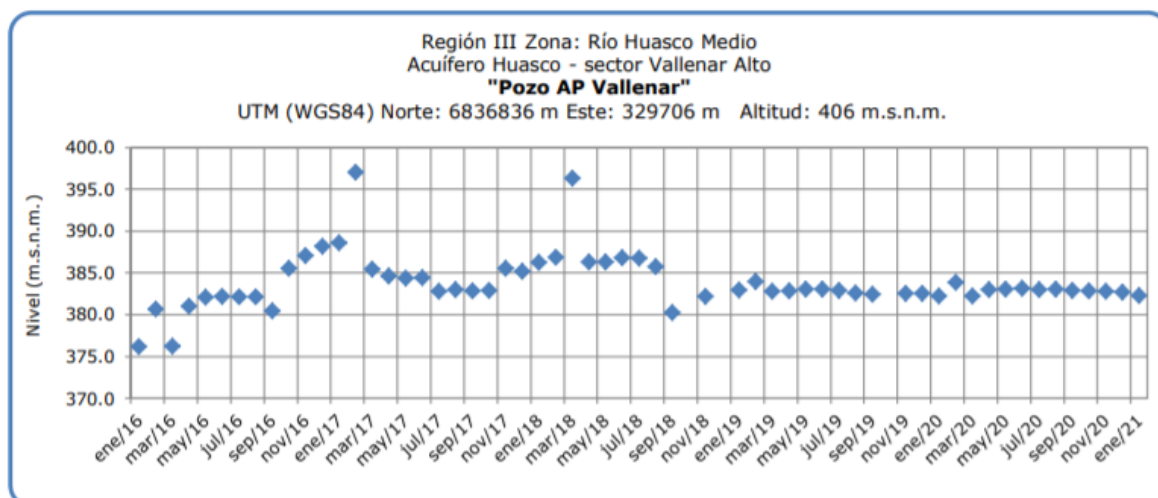 Región III Zona: Río Huasco Medio
Acuífero Huasco - sector Vallenar Alto
"Pozo AP Vallenar"
UTM (WGS84) Norte: 6836836 m Este: 329706 m Altitud: 406 m.s.n.m.
Nivel (m.s.n.m.)
400.0
395.0
390.0
385.0
380.0
375.0
370.0
ene/16
mar/16
may/16
jul/16
sep/16
nov/16
ene/17
mar/17
may/17
jul/17
sep/17
nov/17
ene/18
mar/18
may/18
jul/18
sep/18
nov/18
ene/19
mar/19
may/19
jul/19
sep/19
nov/19
ene/20
mar/20
may/20
jul/20
sep/20
nov/20
ene/21